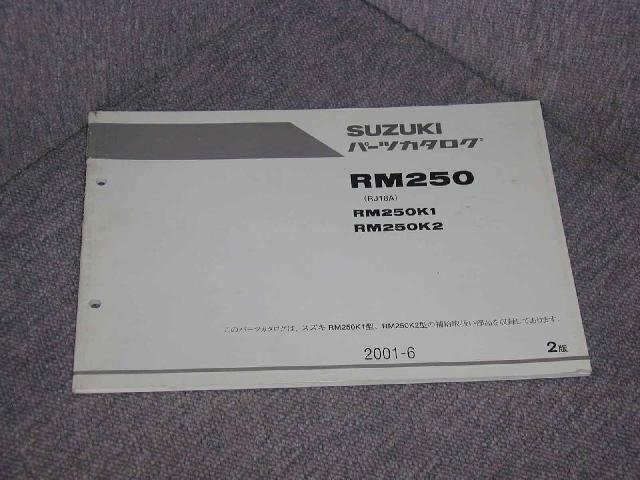 SUZUKI
パーツカタログ
RM250
(RJ18A)
RM250K1
RM250K2
このパーツカタログは、スズキ RM250K1型、RM250K2型の補給取扱い部品を収録してあります。
2001-6
2版